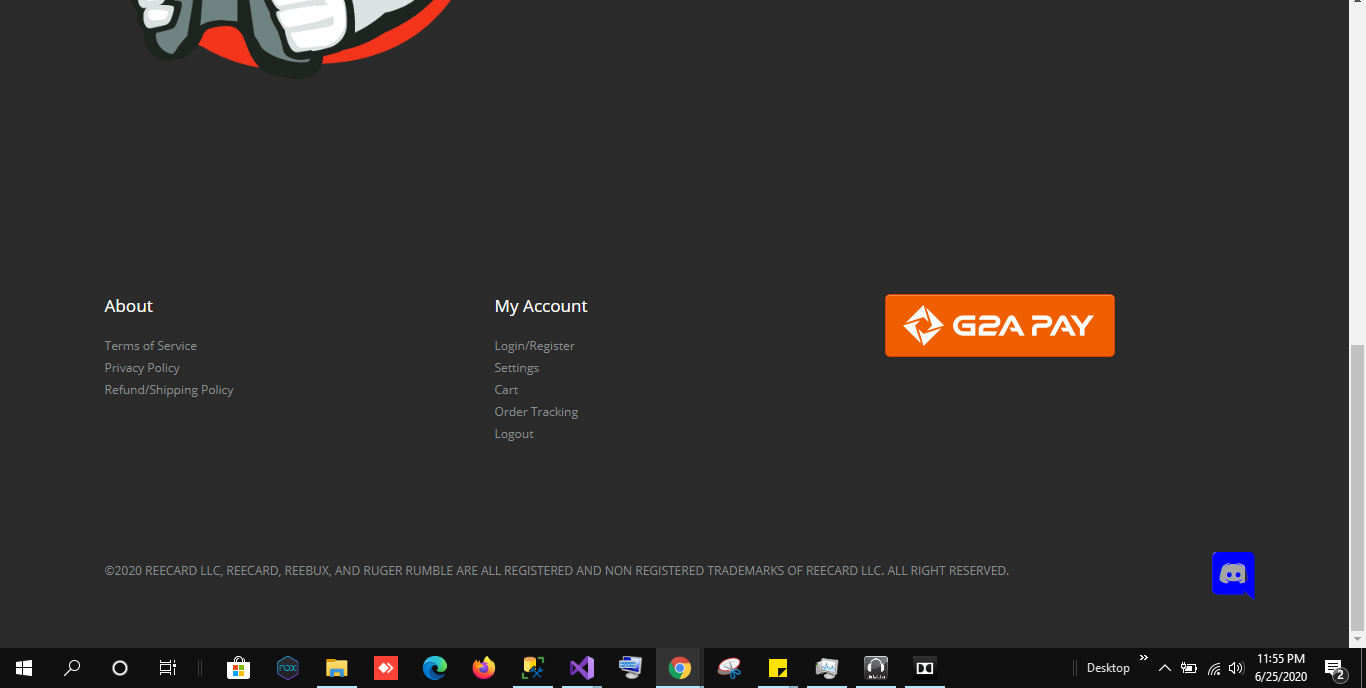 About
Terms of Service
Privacy Policy
Refund/Shipping Policy
My Account
Login/Register
Settings
Cart
Order Tracking
Logout
G2A PAY
©2020 REECARD LLC, REECARD, REEBUX, AND RUGER RUMBLE ARE ALL REGISTERED AND NON REGISTERED TRADEMARKS OF REECARD LLC. ALL RIGHT RESERVED.
nox
Desktop
11:55 PM
6/25/2020
2